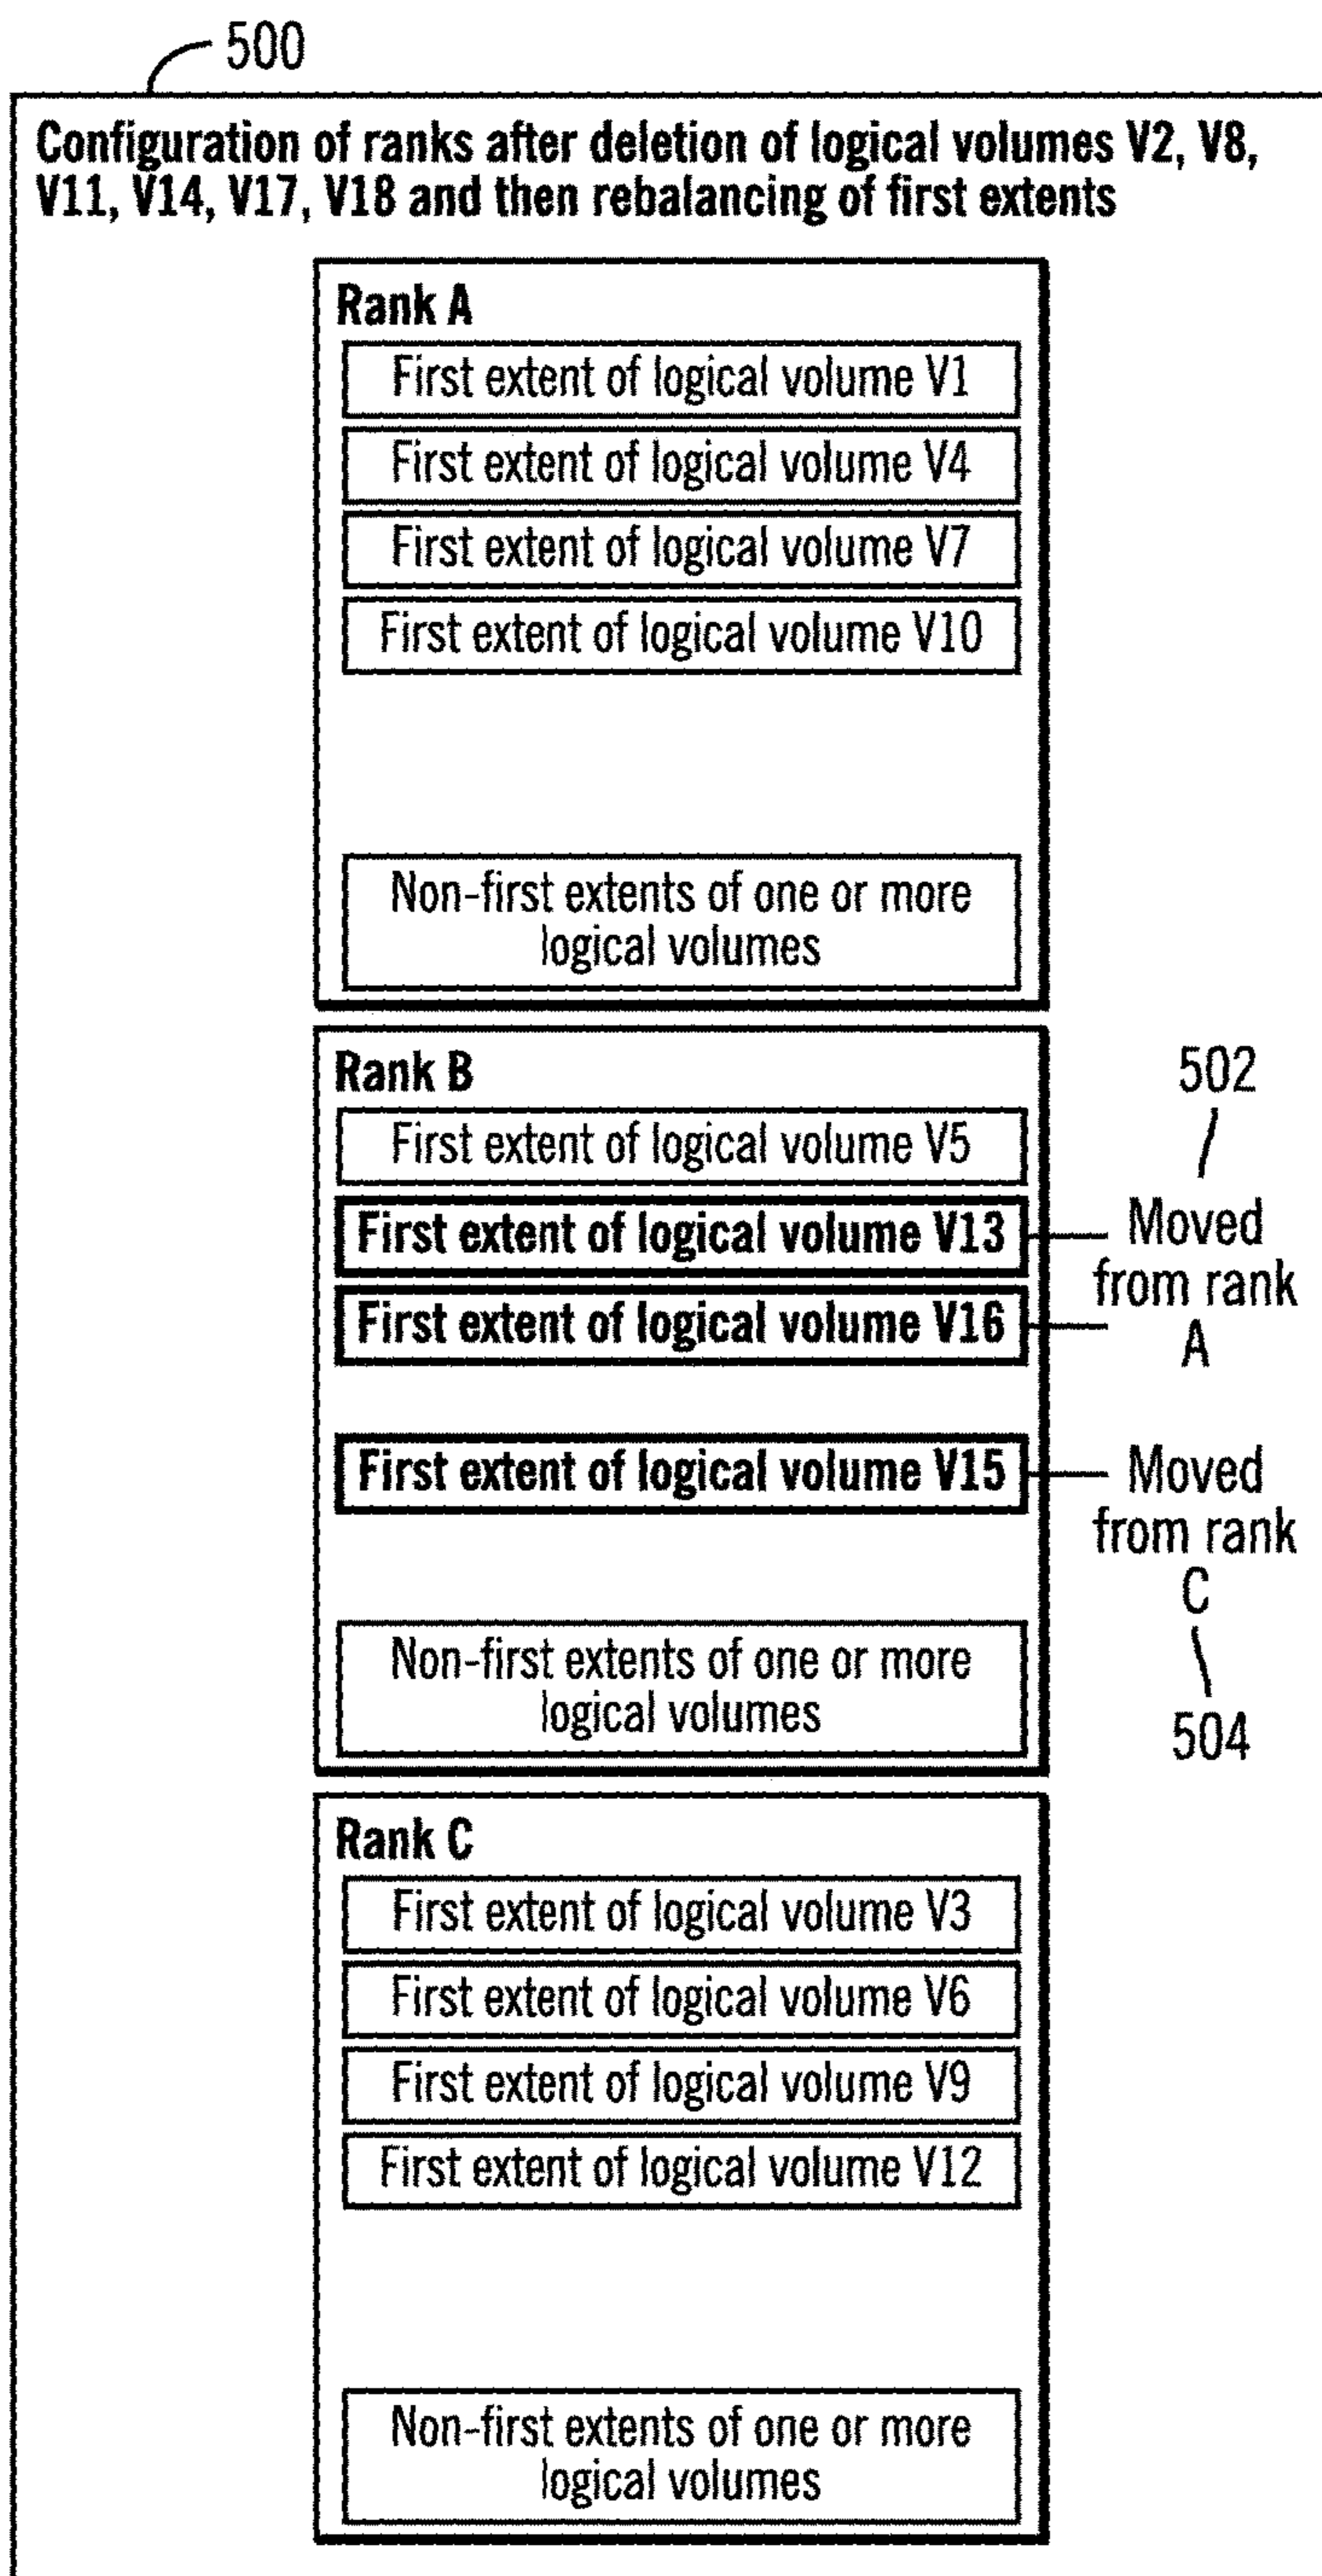 500
Configuration of ranks after deletion of logical volumes V2, V8,
V11, V14, V17, V18 and then rebalancing of first extents
Rank A
First extent of logical volume V1
First extent of logical volume V4
First extent of logical volume V7
First extent of logical volume V10
Non-first extents of one or more
logical volumes
Rank B
First extent of logical volume V5
First extent of logical volume V13
First extent of logical volume V16
502
Moved
from rank
A
First extent of logical volume V15
Moved
from rank
C
504
Non-first extents of one or more
logical volumes
Rank C
First extent of logical volume V3
First extent of logical volume V6
First extent of logical volume V9
First extent of logical volume V12
Non-first extents of one or more
logical volumes